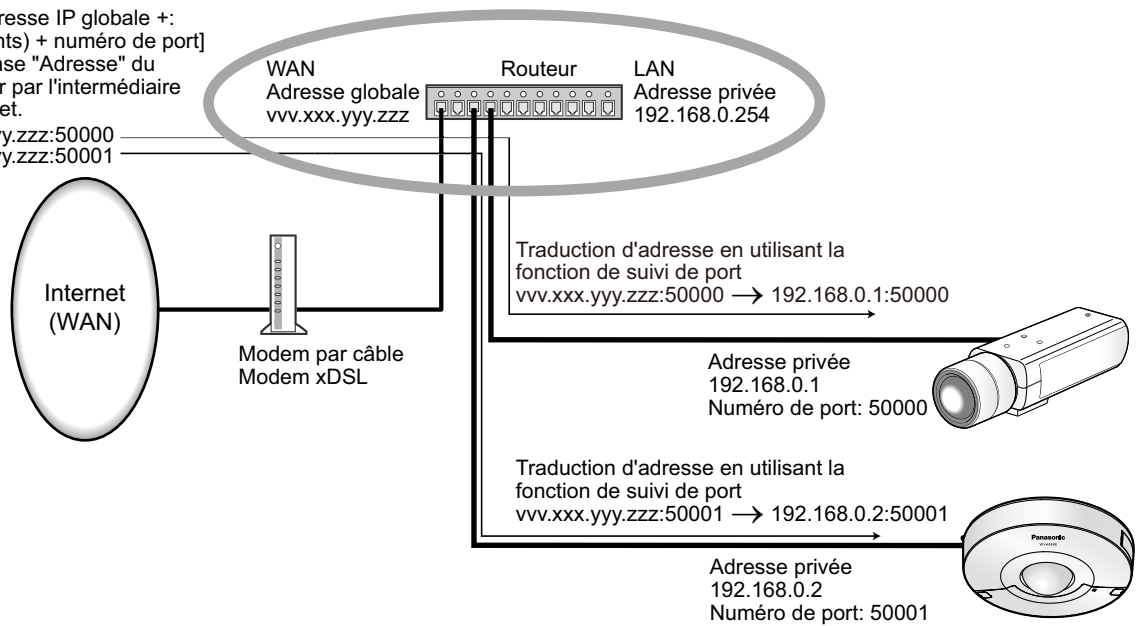 resse IP globale +:
nts) + numéro de port]
ase "Adresse" du
r par l'intermédiaire
et.
y.zzz:50000
y.zzz:50001
WAN
Adresse globale
vvv.xxx.yyy.zzz
Routeur
LAN
Adresse privée
192.168.0.254
Internet
(WAN)
Modem par câble
Modem xDSL
Traduction d'adresse en utilisant la
fonction de suivi de port
vvv.xxx.yyy.zzz:50000 → 192.168.0.1:50000
Adresse privée
192.168.0.1
Numéro de port: 50000
Traduction d'adresse en utilisant la
fonction de suivi de port
vvv.xxx.yyy.zzz:50001 → 192.168.0.2:50001
Panasonic
Adresse privée
192.168.0.2
Numéro de port: 50001